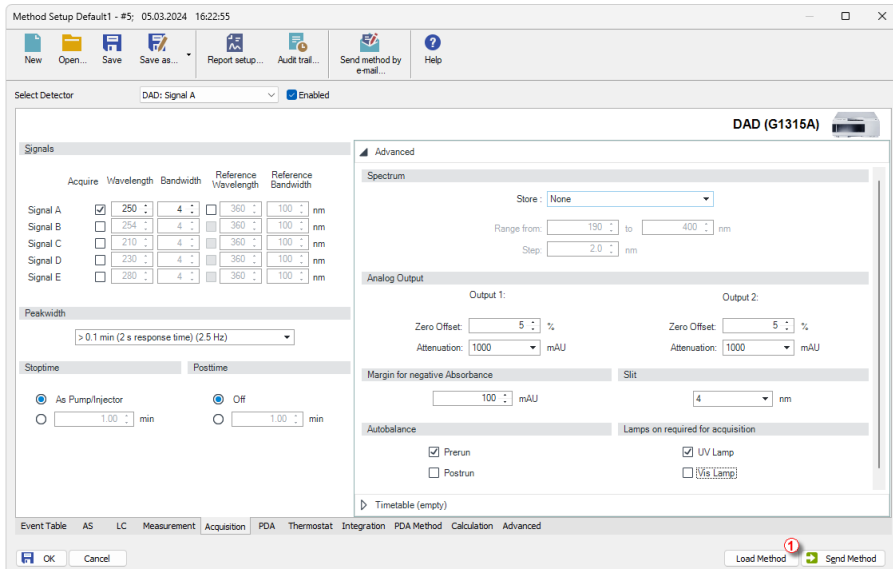 Method Setup Default1 - #5; 05.03.2024 16:22:55
New Open... Save Save as... Report setup... Audit trail... Send method by e-mail... Help
Select Detector DAD: Signal A Enabled
DAD (G1315A)
Signals
Acquire Wavelength Bandwidth Reference Wavelength Reference Bandwidth
Signal A 250 4 360 100 nm
Signal B 254 4 360 100 nm
Signal C 210 4 360 100 nm
Signal D 230 4 360 100 nm
Signal E 280 4 360 100 nm
Peakwidth
> 0.1 min (2 s response time) (2.5 Hz)
Stoptime Posttime
As Pump/Injector Off
1.00 min 1.00 min
Advanced
Spectrum
Store : None
Range from: 190 to 400 nm
Step: 2.0 nm
Analog Output
Output 1: Output 2:
Zero Offset: 5 % Zero Offset: 5 %
Attenuation: 1000 mAU Attenuation: 1000 mAU
Margin for negative Absorbance Slit
100 mAU 4 nm
Autobalance Lamps on required for acquisition
Prerun UV Lamp
Postrun Vis Lamp
Timetable (empty)
Event Table AS LC Measurement Acquisition PDA Thermostat Integration PDA Method Calculation Advanced
1
OK Cancel Load Method Send Method